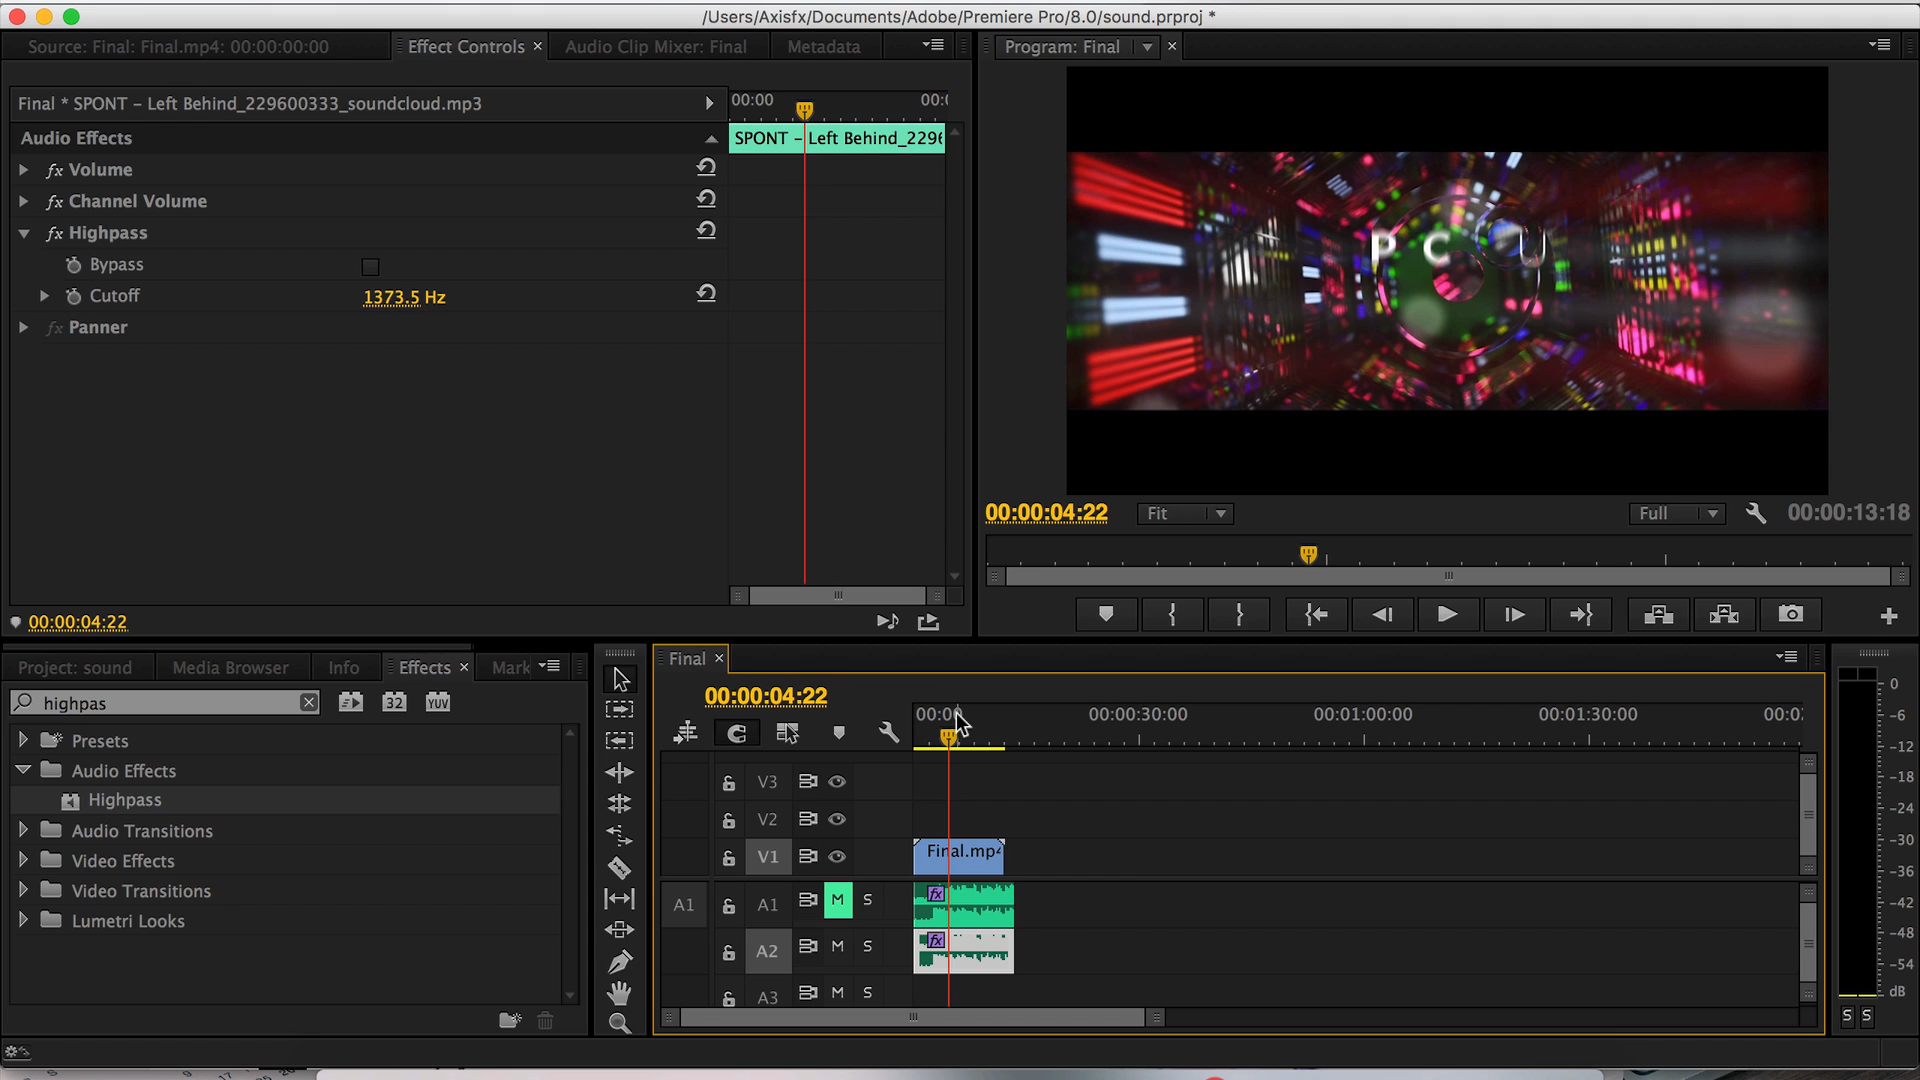 /Users/Axisfx/Documents/Adobe/Premiere Pro/8.0/sound.prproj *
Source: Final: Final.mp4: 00:00:00:00
Effect Controls ×
Audio Clip Mixer: Final
Metadata
Program: Final
×
Final * SPONT - Left Behind_229600333_soundcloud.mp3
00:00
Audio Effects
SPONT - Left Behind_2296
fx Volume
fx Channel Volume
fx Highpass
Bypass
Cutoff
1373.5 Hz
fx Panner
P C U
00:00:04:22
Fit
Full
00:00:13:18
00:00:04:22
Project: sound
Media Browser
Info
Effects ×
Mark
Final ×
highpas
32
YUV
00:00:04:22
00:00
00:00:30:00
00:01:00:00
00:01:30:00
Presets
Audio Effects
Highpass
Audio Transitions
Video Effects
Video Transitions
Lumetri Looks
V3
V2
V1
Final.mp4
A1
A1
M
S
fx
A2
M
S
fx
A3
M
S
0
-6
-12
-18
-24
-30
-36
-42
-48
-54
dB
S
S